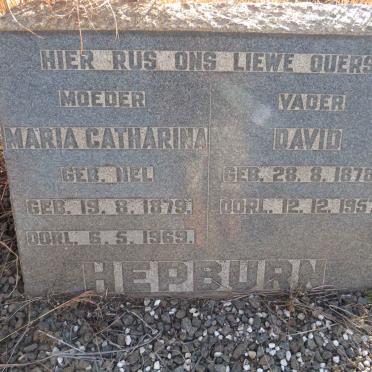 HIER RUS ONS LIEWE OUERS
MOEDER
MARIA CATHARINA
GEB. NEL
GEB. 19. 8. 1879.
OORL. 6. 5. 1969.
VADER
DAVID
GEB. 28. 8. 1878
OORL. 12. 12. 195
HEPBURN